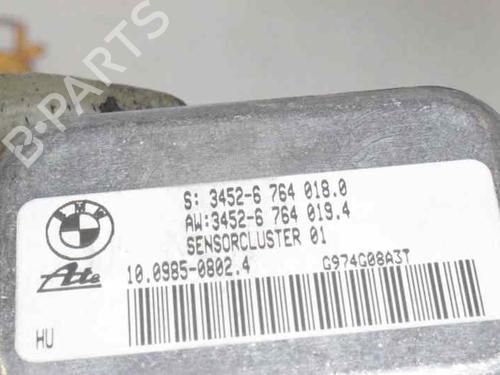 B-PARTS
S: 3452-6 764 018.0
AW:3452-6 764 019.4
SENSORCLUSTER 01
BMW
Ate
10.0985-0802.4 G974G08A3T
HU